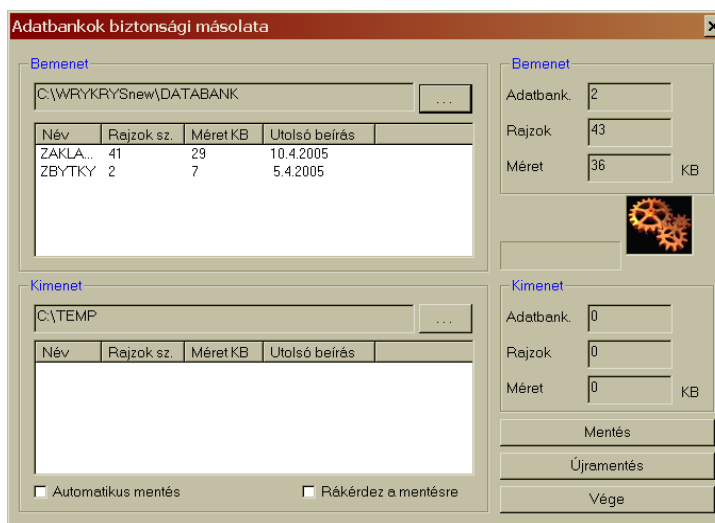 Adatbankok biztonsági másolata
Bemenet
C:\WRYKRYSnew\DATABANK
...
Név Rajzok sz. Méret KB Utolsó beírás
ZAKLA... 41 29 10.4.2005
ZBYTKY 2 7 5.4.2005
Bemenet
Adatbank. 2
Rajzok 43
Méret 36 KB
Kimenet
C:\TEMP
...
Név Rajzok sz. Méret KB Utolsó beírás
Automatikus mentés
Rákérdez a mentésre
Kimenet
Adatbank. 0
Rajzok 0
Méret 0 KB
Mentés
Újramentés
Vége